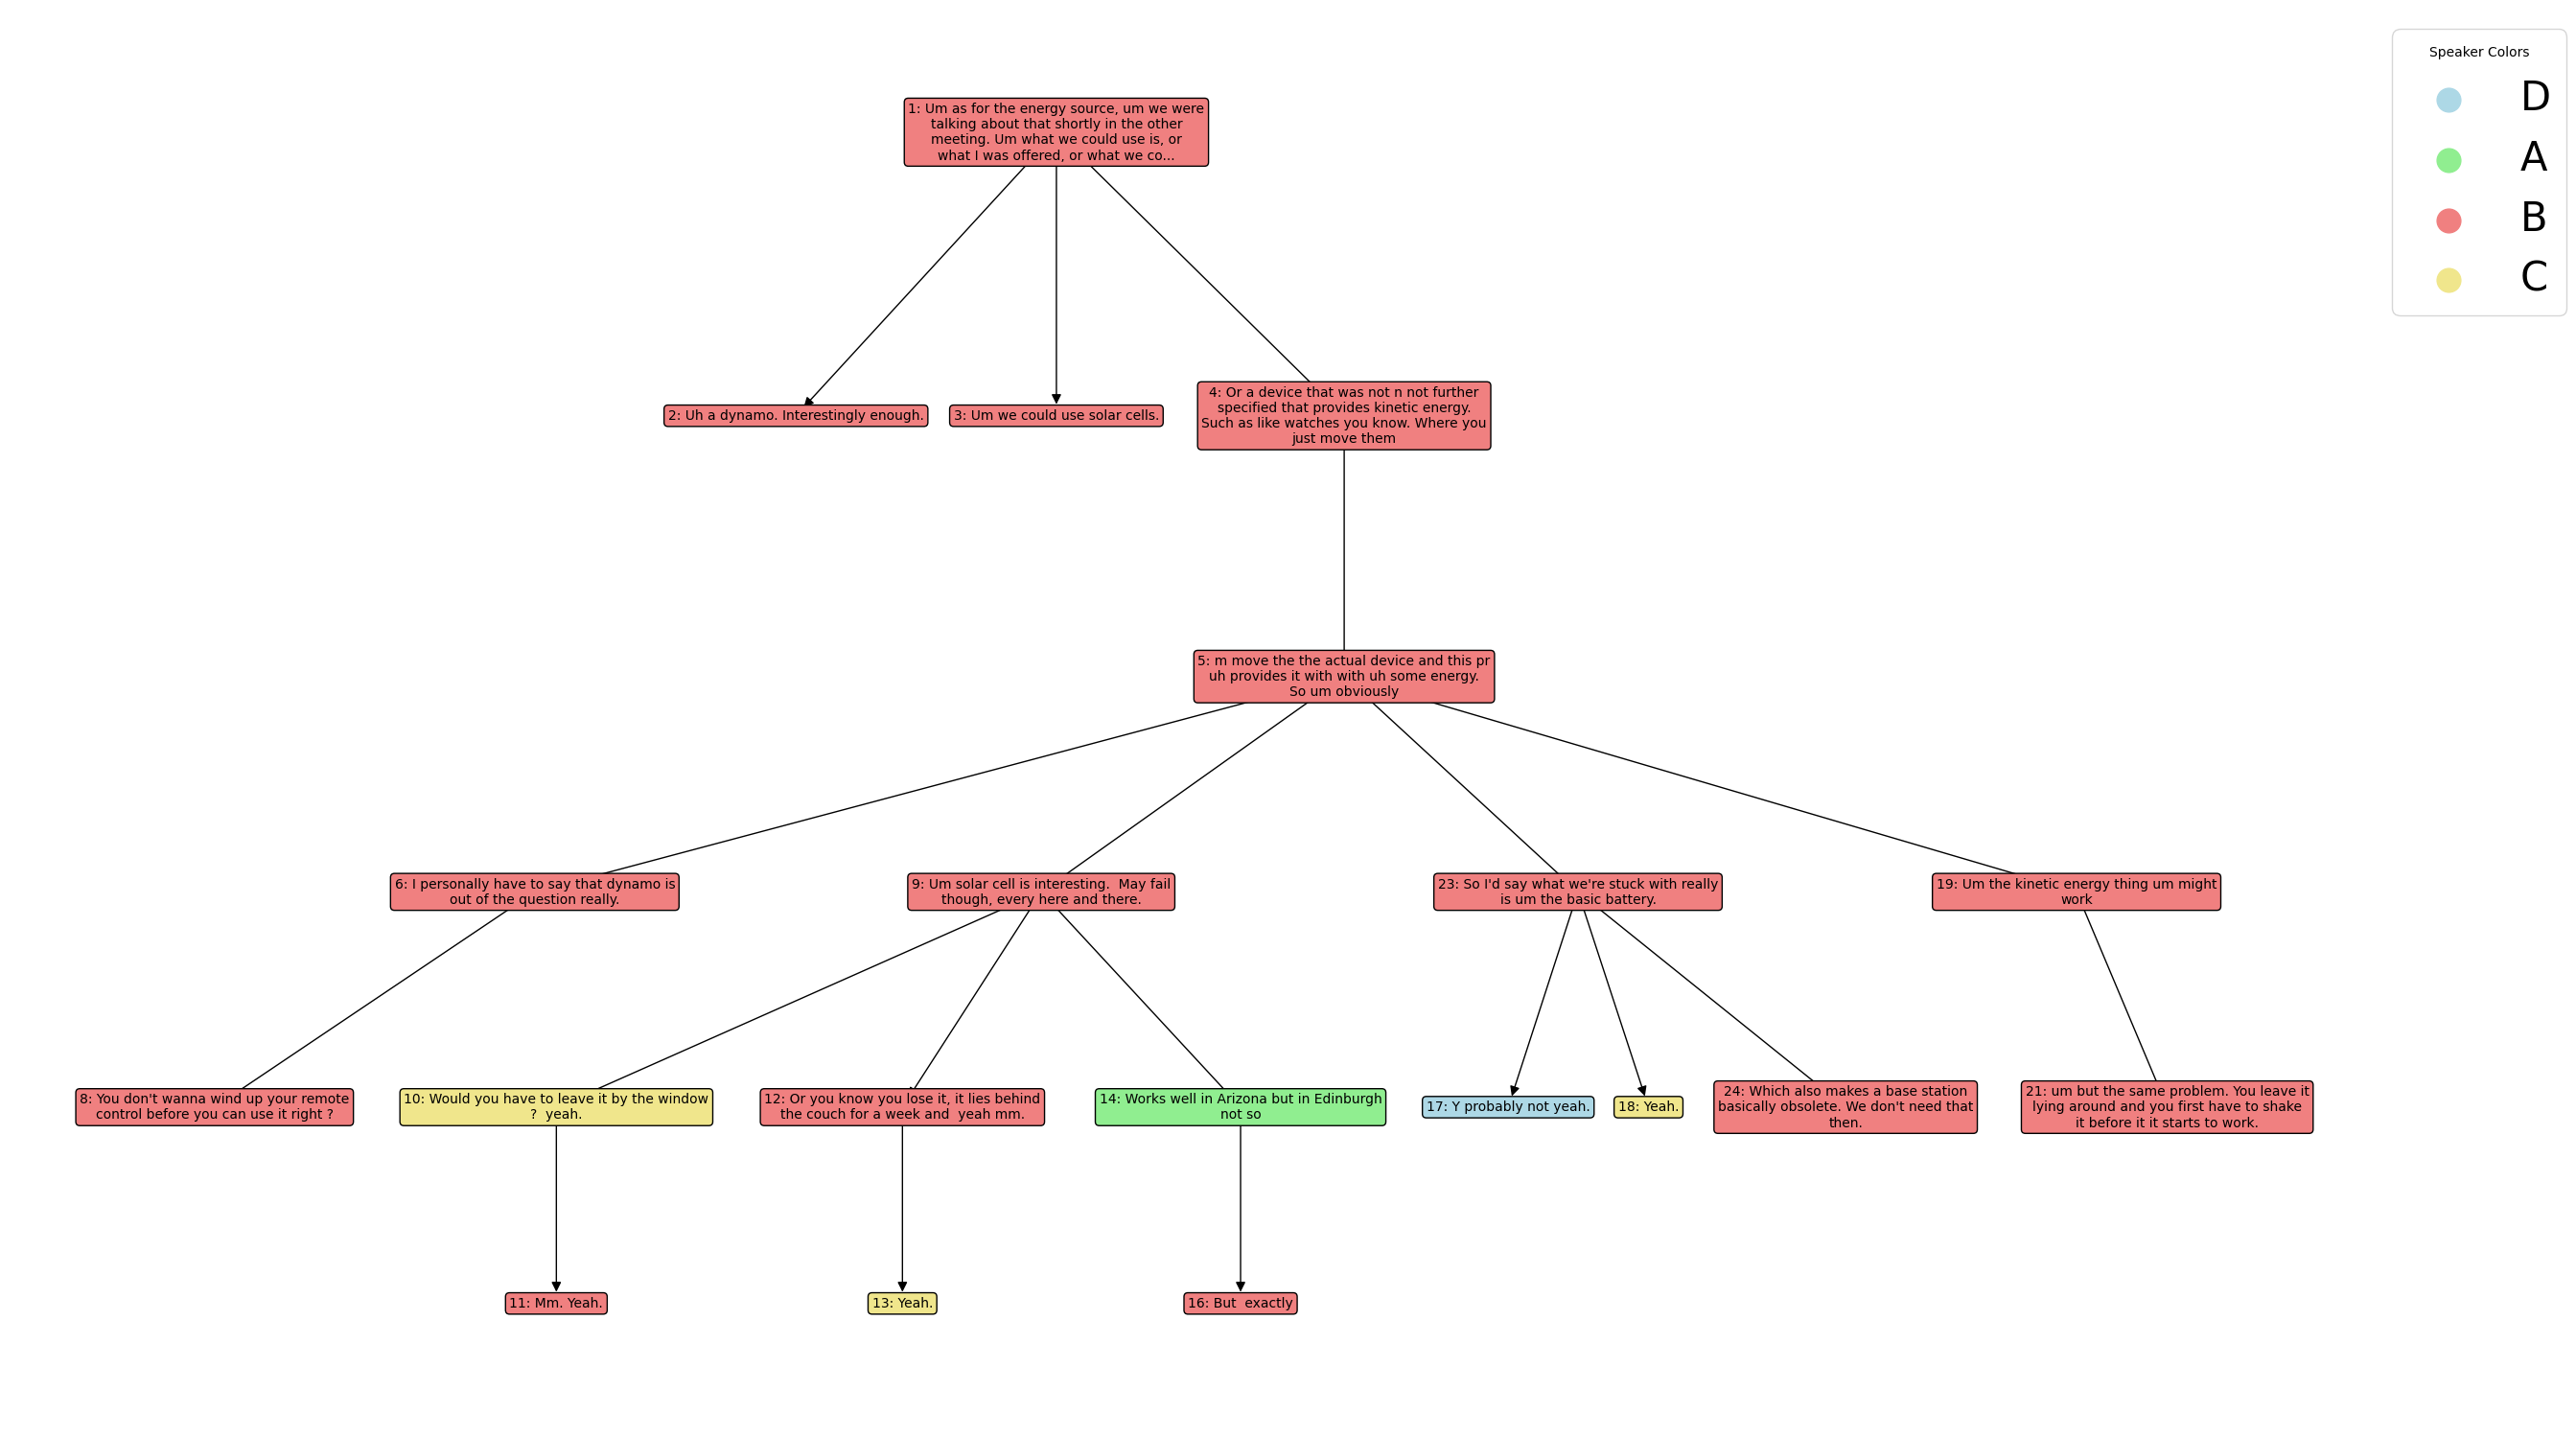 Speaker Colors
D
A
B
C
1: Um as for the energy source, um we were
talking about that shortly in the other
meeting. Um what we could use is, or
what I was offered, or what we co...
2: Uh a dynamo. Interestingly enough.
3: Um we could use solar cells.
4: Or a device that was not n not further
specified that provides kinetic energy.
Such as like watches you know. Where you
just move them
5: m move the the actual device and this pr
uh provides it with with uh some energy.
So um obviously
6: I personally have to say that dynamo is
out of the question really.
9: Um solar cell is interesting.  May fail
though, every here and there.
23: So I'd say what we're stuck with really
is um the basic battery.
19: Um the kinetic energy thing um might
work
8: You don't wanna wind up your remote
control before you can use it right ?
10: Would you have to leave it by the window
?  yeah.
12: Or you know you lose it, it lies behind
the couch for a week and  yeah mm.
14: Works well in Arizona but in Edinburgh
not so
17: Y probably not yeah.
18: Yeah.
24: Which also makes a base station
basically obsolete. We don't need that
then.
21: um but the same problem. You leave it
lying around and you first have to shake
it before it it starts to work.
11: Mm. Yeah.
13: Yeah.
16: But  exactly